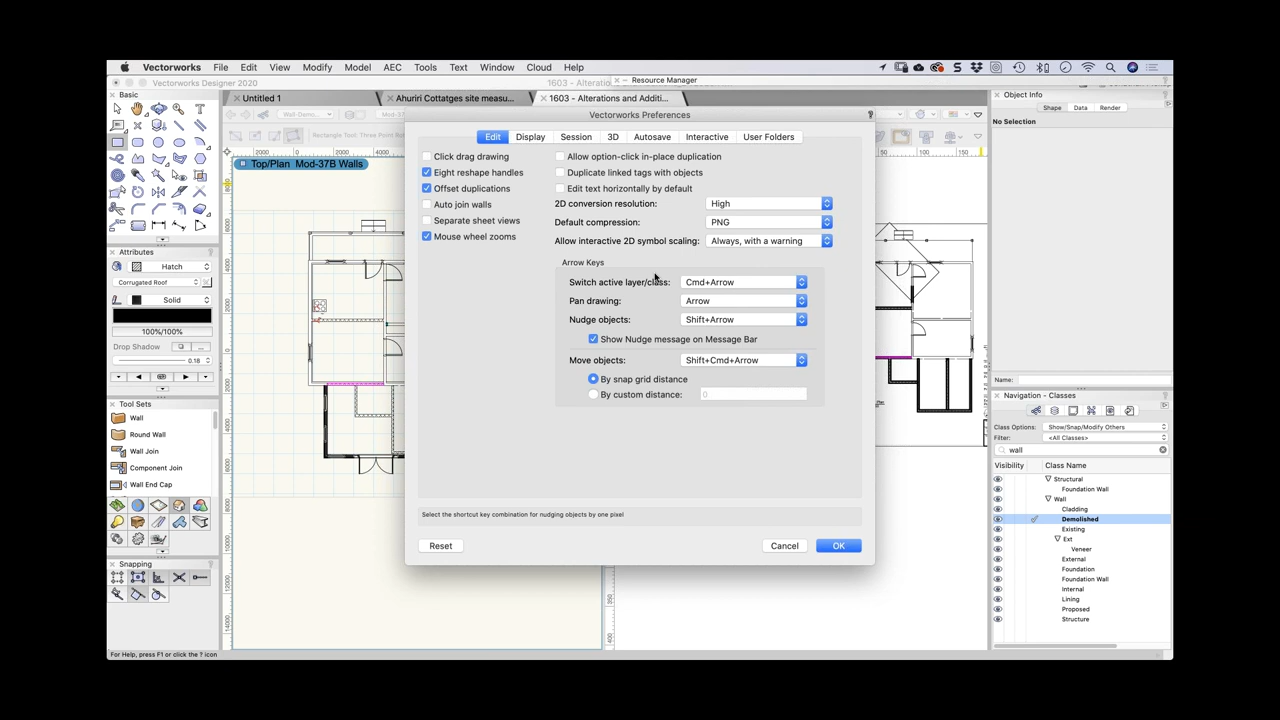 Vectorworks File Edit View Modify Model AEC Tools Text Window Cloud Help
Vectorworks Designer 2020
Resource Manager
Basic
Untitled 1
Ahuriri Cottatges site measu...
1603 - Alterations and Additi...
Top/Plan Mod-37B Walls
Attributes
Hatch
Corrugated Roof
Solid
100%/100%
Drop Shadow
0.18
Tool Sets
Wall
Round Wall
Wall Join
Component Join
Wall End Cap
Snapping
For Help, press F1 or click the ? icon
Vectorworks Preferences
Edit Display Session 3D Autosave Interactive User Folders
Click drag drawing
Eight reshape handles
Offset duplications
Auto join walls
Separate sheet views
Mouse wheel zooms
Allow option-click in-place duplication
Duplicate linked tags with objects
Edit text horizontally by default
2D conversion resolution: High
Default compression: PNG
Allow interactive 2D symbol scaling: Always, with a warning
Arrow Keys
Switch active layer/class: Cmd+Arrow
Pan drawing: Arrow
Nudge objects: Shift+Arrow
Show Nudge message on Message Bar
Move objects: Shift+Cmd+Arrow
By snap grid distance
By custom distance: 0
Select the shortcut key combination for nudging objects by one pixel
Reset Cancel OK
Object Info
Shape Data Render
No Selection
Name:
Navigation - Classes
Class Options: Show/Snap/Modify Others
Filter: <All Classes>
wall
Visibility Class Name
Structural
Foundation Wall
Wall
Cladding
Demolished
Existing
Ext
Veneer
External
Foundation
Foundation Wall
Internal
Lining
Proposed
Structure